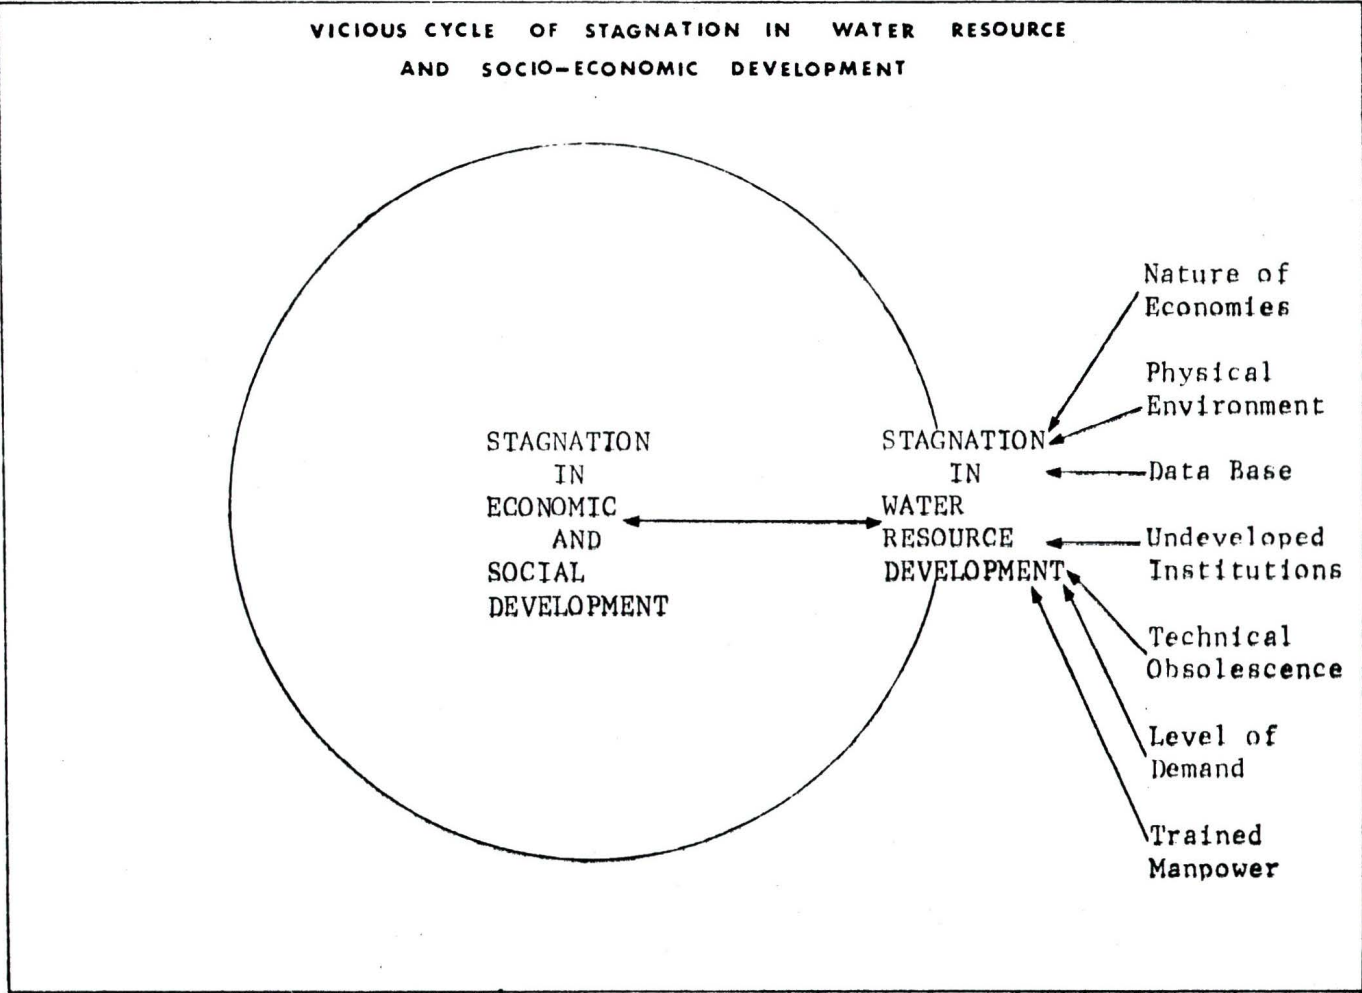 VICIOUS CYCLE OF STAGNATION IN WATER RESOURCE
AND SOCIO-ECONOMIC DEVELOPMENT
STAGNATION
IN
ECONOMIC
AND
SOCIAL
DEVELOPMENT
STAGNATION
IN
WATER
RESOURCE
DEVELOPMENT
Nature of
Economies
Physical
Environment
Data Base
Undeveloped
Institutions
Technical
Obsolescence
Level of
Demand
Trained
Manpower